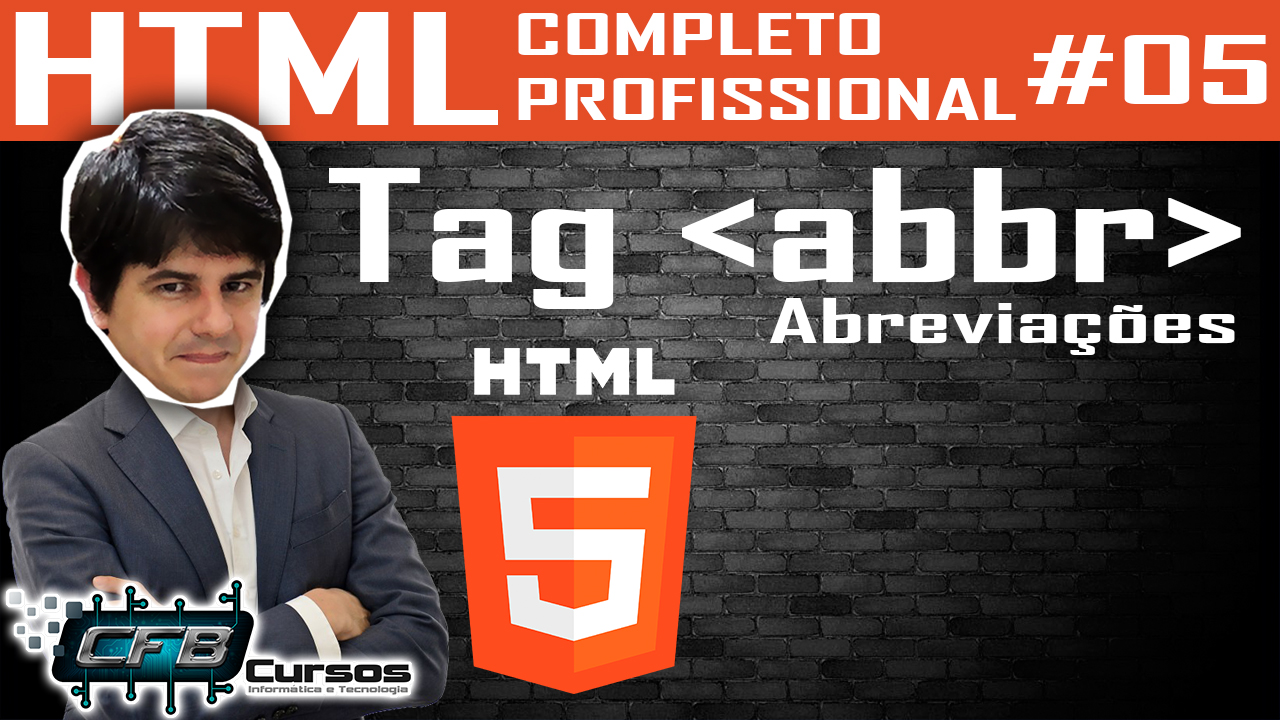 HTML
COMPLETO
PROFISSIONAL
#05
Tag <abbr>
Abreviações
HTML
5
CFB
Cursos
Informática e Tecnologia